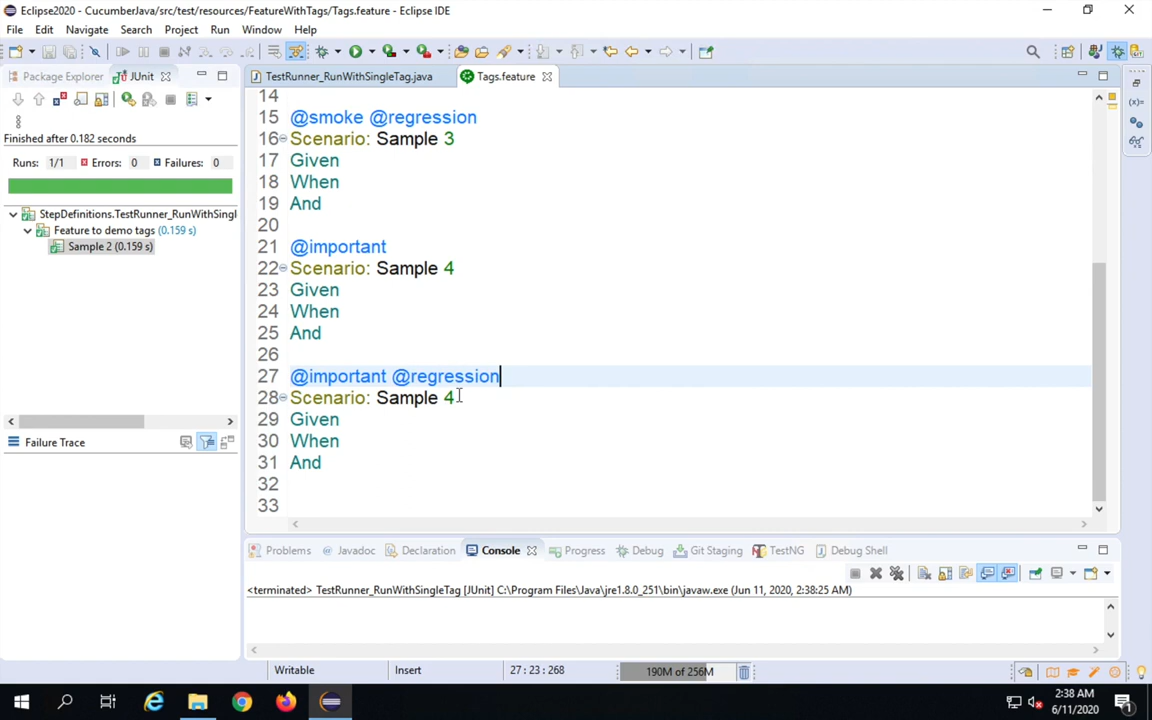 Eclipse2020 - CucumberJava/src/test/resources/FeatureWithTags/Tags.feature - Eclipse IDE
File Edit Navigate Search Project Run Window Help
Package Explorer JUnit
TestRunner_RunWithSingleTag.java Tags.feature
Finished after 0.182 seconds
Runs: 1/1 Errors: 0 Failures: 0
StepDefinitions.TestRunner_RunWithSingl
Feature to demo tags (0.159 s)
Sample 2 (0.159 s)
Failure Trace
14
15 @smoke @regression
16 Scenario: Sample 3
17 Given
18 When
19 And
20
21 @important
22 Scenario: Sample 4
23 Given
24 When
25 And
26
27 @important @regression
28 Scenario: Sample 4
29 Given
30 When
31 And
32
33
Problems @ Javadoc Declaration Console Progress Debug Git Staging TestNG Debug Shell
<terminated> TestRunner_RunWithSingleTag [JUnit] C:\Program Files\Java\jre1.8.0_251\bin\javaw.exe (Jun 11, 2020, 2:38:25 AM)
Writable Insert 27 : 23 : 268 190M of 256M
2:38 AM
6/11/2020
1